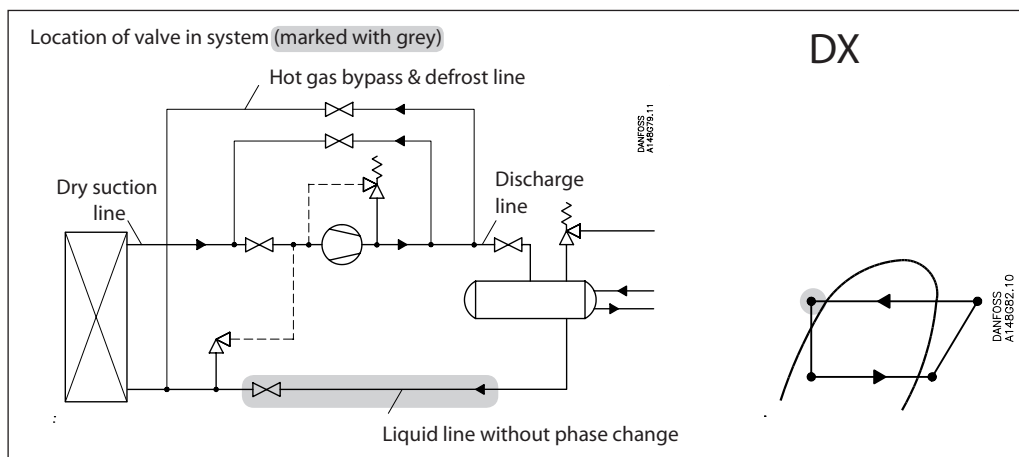 Location of valve in system (marked with grey)
DX
Hot gas bypass & defrost line
DANFOSS
A148G79.11
Dry suction
line
Discharge
line
DANFOSS
A148G82.10
Liquid line without phase change